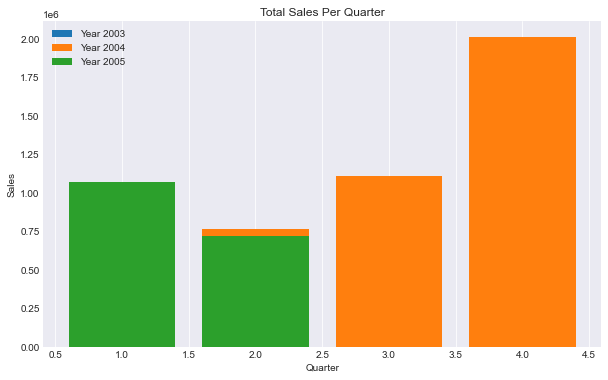 Total Sales Per Quarter
1e6
Year 2003
Year 2004
Year 2005
2.00
1.75
1.50
1.25
1.00
0.75
0.50
0.25
0.00
Sales
0.5 1.0 1.5 2.0 2.5 3.0 3.5 4.0 4.5
Quarter